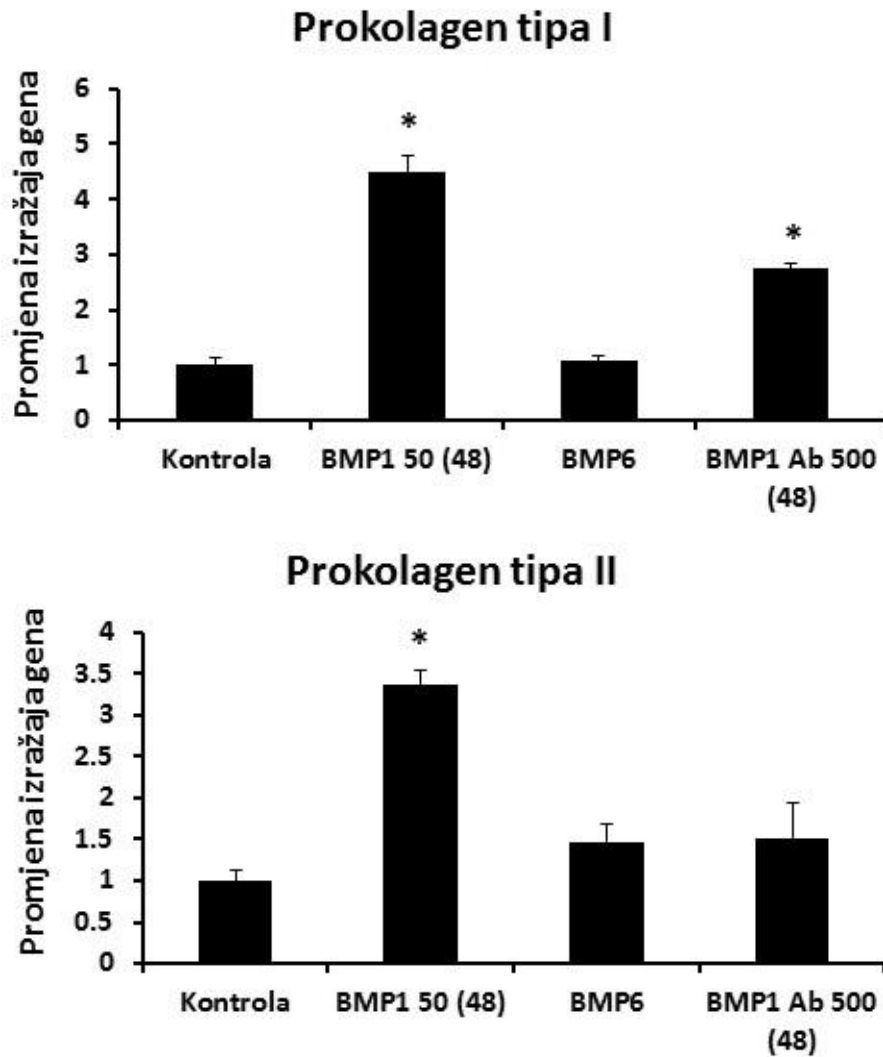 Prokolagen tipa I
Promjena izražaja gena
6
5
4
3
2
1
0
*
*
Kontrola
BMP1 50 (48)
BMP6
BMP1 Ab 500
(48)
Prokolagen tipa II
Promjena izražaja gena
4
3.5
3
2.5
2
1.5
1
0.5
0
*
Kontrola
BMP1 50 (48)
BMP6
BMP1 Ab 500
(48)